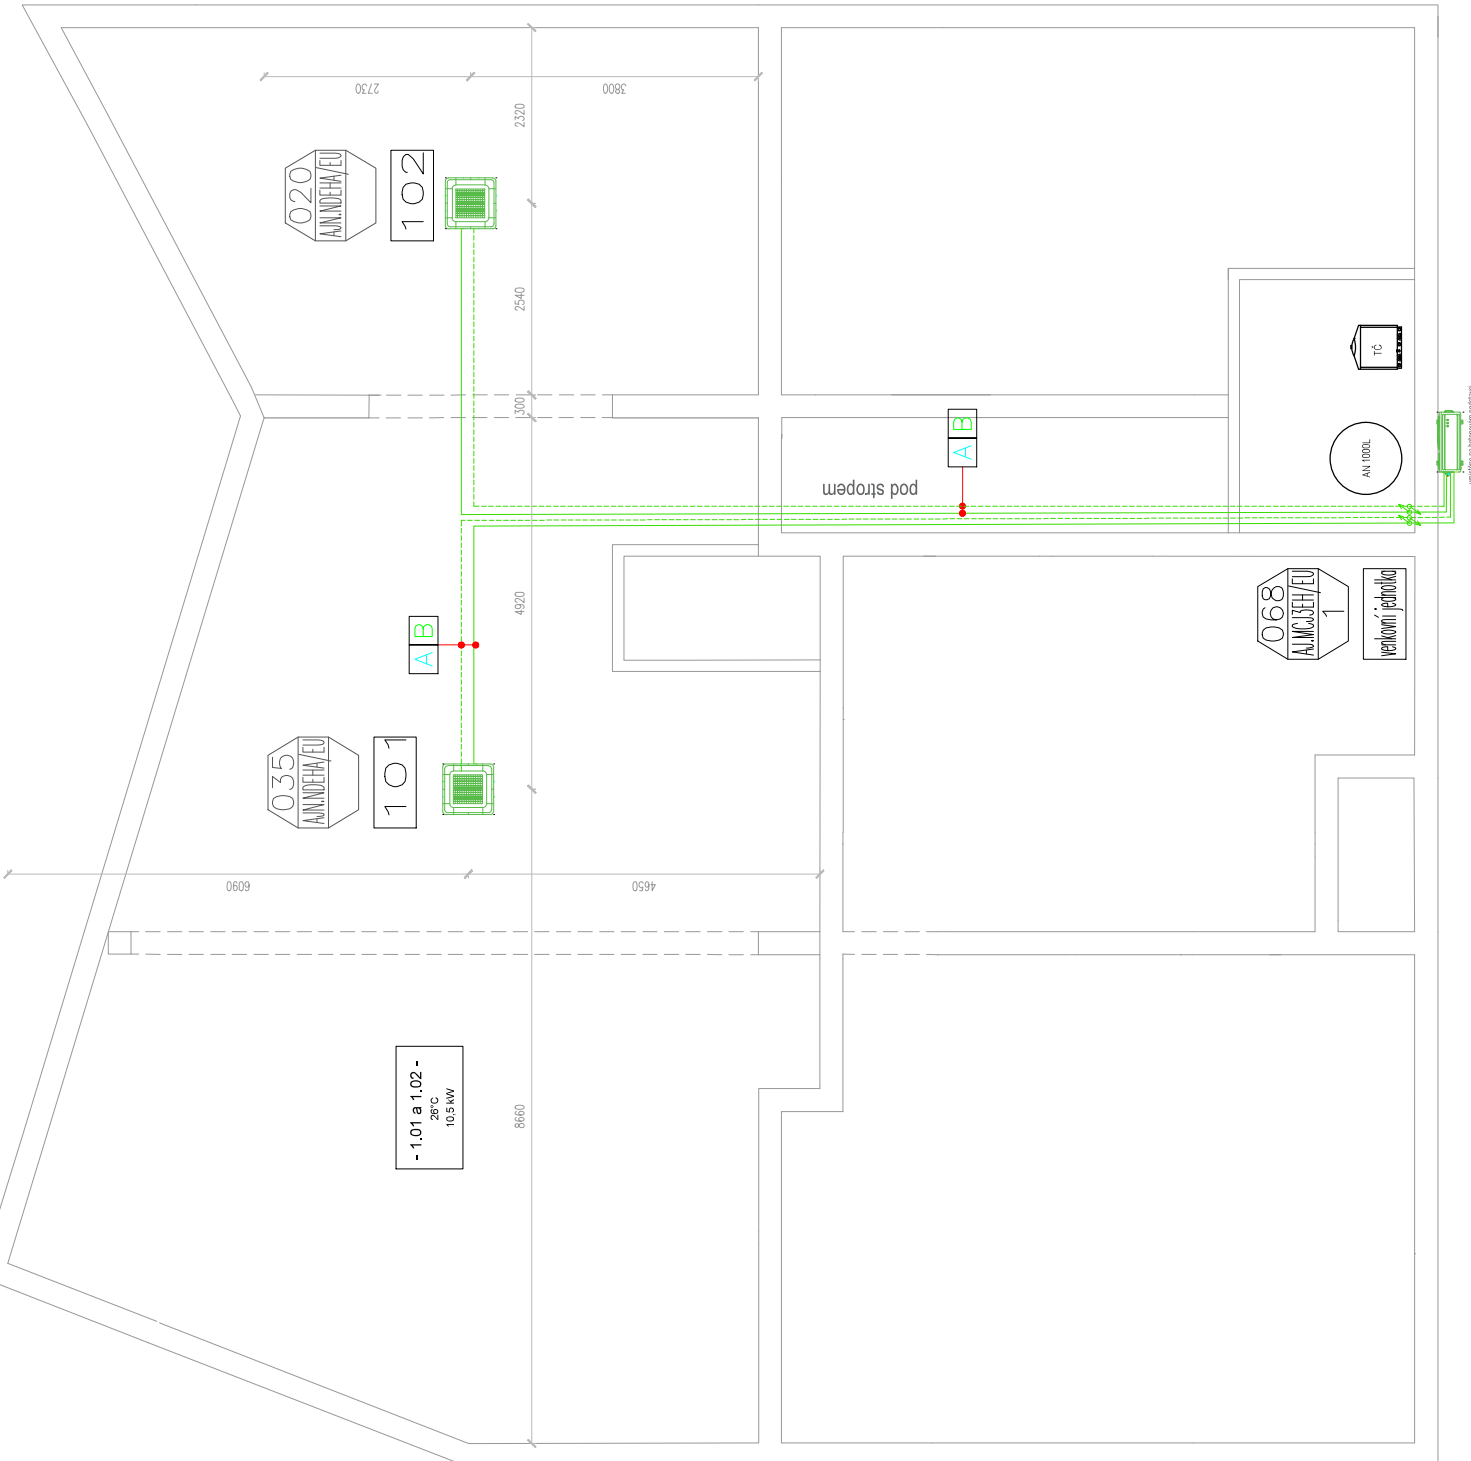 2730
3800
2320
020
AJN.NDEHA/EU
102
2540
300
TČ
AN 1000L
A B
pod stropem
4920
A B
068
AJ.MCJ3EH/EU
1
venkovní jednotka
035
AJN.NDEHA/EU
101
6090
4650
- 1.01 a 1.02 -
26°C
10,5 kW
8660